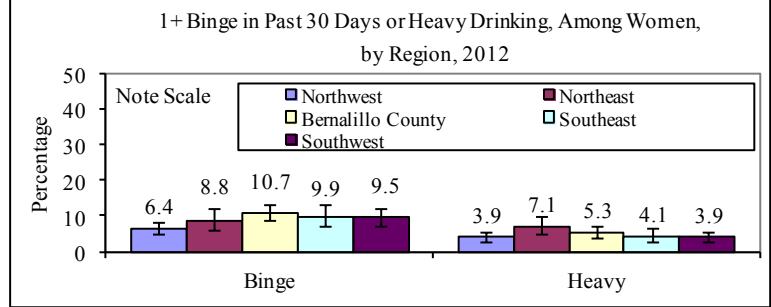 1+ Binge in Past 30 Days or Heavy Drinking, Among Women,
by Region, 2012
Percentage
50
40
30
20
10
0
Note Scale
Northwest Northeast
Bernalillo County Southeast
Southwest
6.4 8.8 10.7 9.9 9.5 3.9 7.1 5.3 4.1 3.9
Binge Heavy